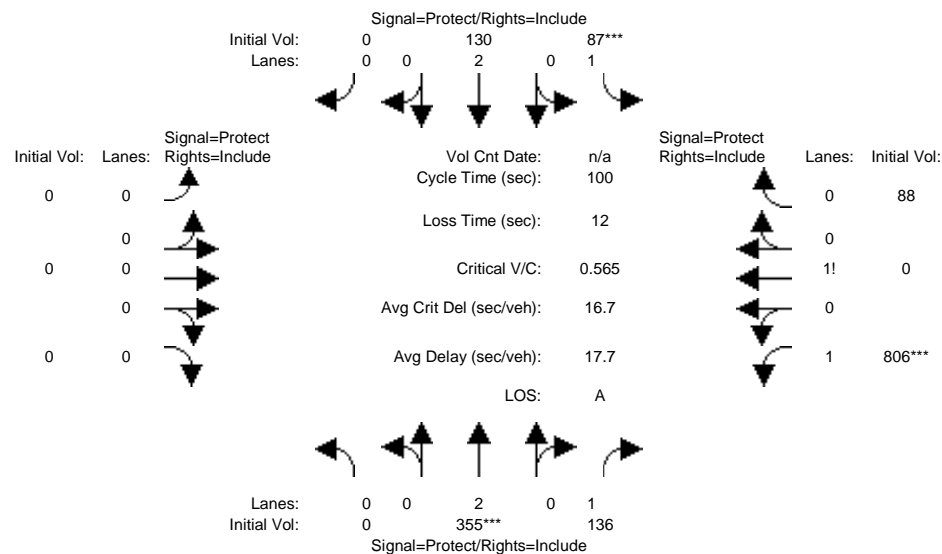 Signal=Protect/Rights=Include
Initial Vol: 0 130 87***
Lanes: 0 0 2 0 1
Signal=Protect
Initial Vol: Lanes: Rights=Include
Vol Cnt Date: n/a
Signal=Protect
Rights=Include Lanes: Initial Vol:
Cycle Time (sec): 100
0 0
0 88
Loss Time (sec): 12
0
0
0 0
Critical V/C: 0.565
1! 0
0
Avg Crit Del (sec/veh): 16.7
0
0 0
Avg Delay (sec/veh): 17.7
1 806***
LOS: A
Lanes: 0 0 2 0 1
Initial Vol: 0 355*** 136
Signal=Protect/Rights=Include